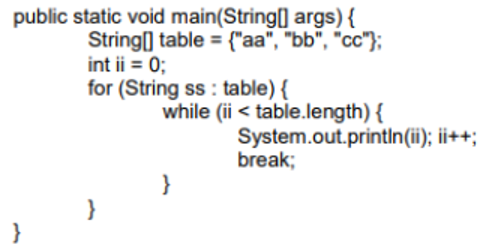 public static void main(String[] args) {
String[] table = {"aa", "bb", "cc"};
int ii = 0;
for (String ss : table) {
while (ii < table.length) {
System.out.println(ii); ii++;
break;
}
}
}